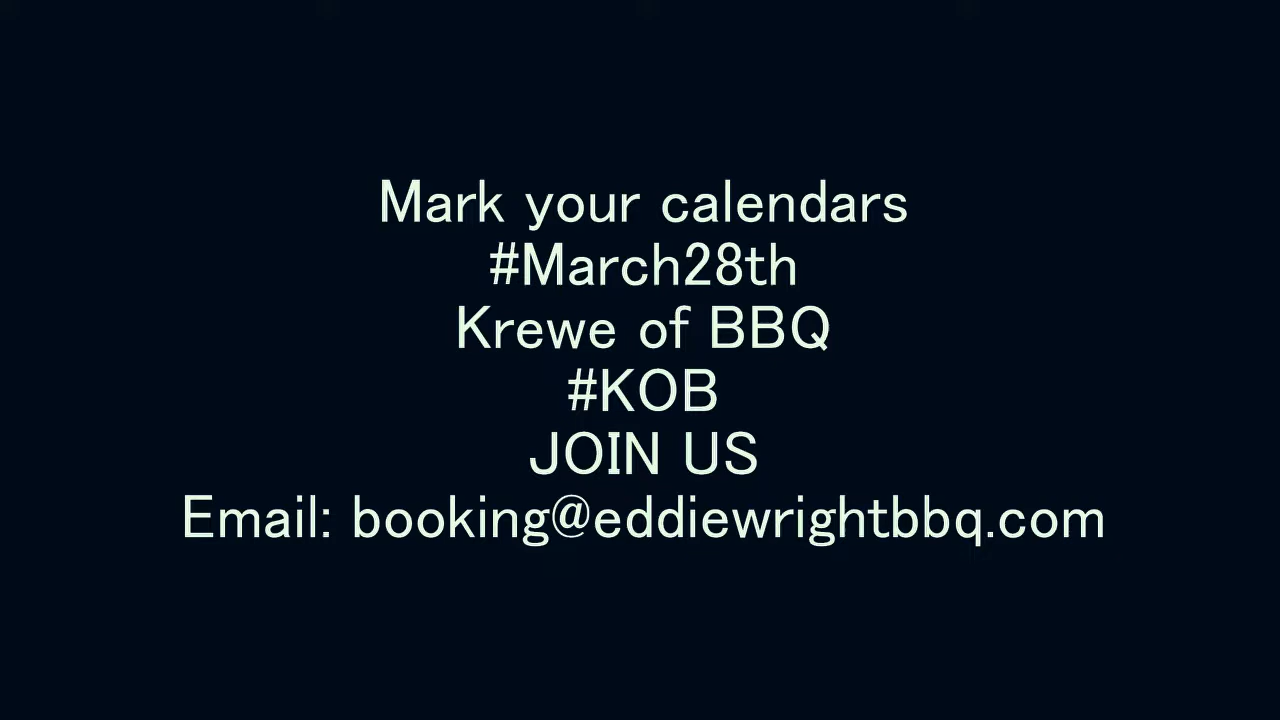 Mark your calendars
#March28th
Krewe of BBQ
#KOB
JOIN US
Email: booking@eddiewrightbbq.com